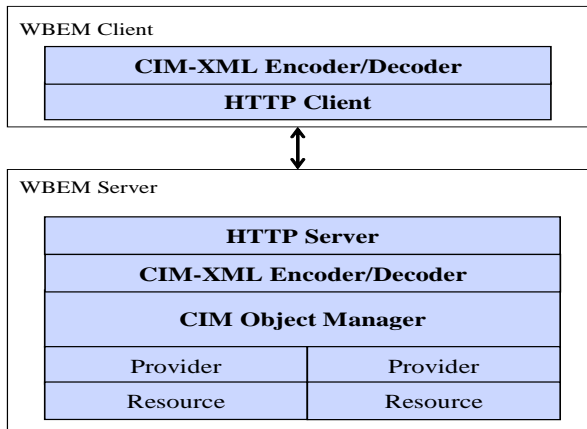 WBEM Client
CIM-XML Encoder/Decoder
HTTP Client
WBEM Server
HTTP Server
CIM-XML Encoder/Decoder
CIM Object Manager
Provider Provider
Resource Resource